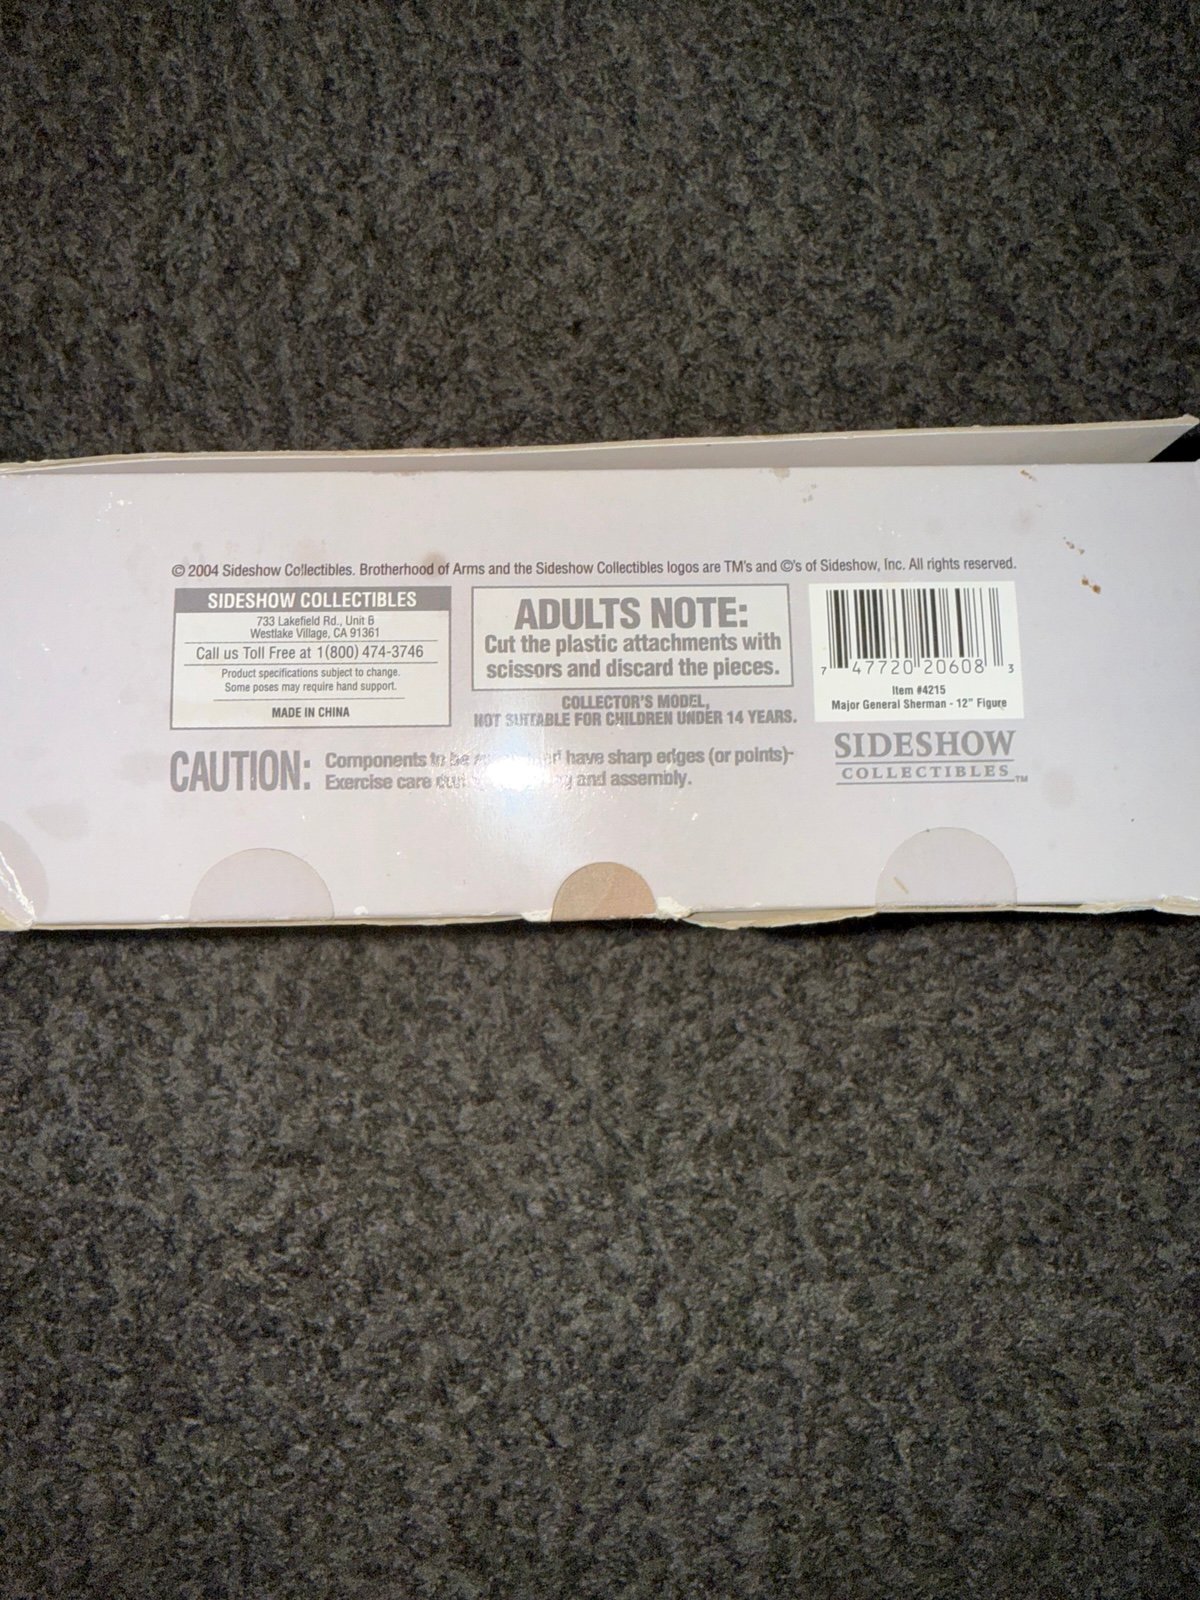 © 2004 Sideshow Collectibles. Brotherhood of Arms and the Sideshow Collectibles logos are TM's and ©'s of Sideshow, Inc. All rights reserved.
SIDESHOW COLLECTIBLES
733 Lakefield Rd., Unit B
Westlake Village, CA 91361
Call us Toll Free at 1(800) 474-3746
Product specifications subject to change.
Some poses may require hand support.
MADE IN CHINA
ADULTS NOTE:
Cut the plastic attachments with
scissors and discard the pieces.
COLLECTOR'S MODEL,
NOT SUITABLE FOR CHILDREN UNDER 14 YEARS.
CAUTION:
Components to be have sharp edges (or points)-
Exercise care and assembly.
7 47720 20608 3
Item #4215
Major General Sherman - 12" Figure
SIDESHOW
COLLECTIBLES™